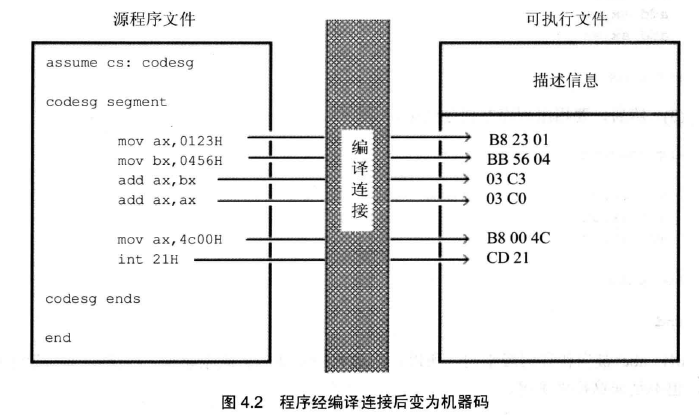 源程序文件
assume cs: codesg
codesg segment
mov ax,0123H
mov bx,0456H
add ax,bx
add ax,ax
mov ax,4c00H
int 21H
codesg ends
end
编译连接
可执行文件
描述信息
B8 23 01
BB 56 04
03 C3
03 C0
B8 00 4C
CD 21
图 4.2 程序经编译连接后变为机器码